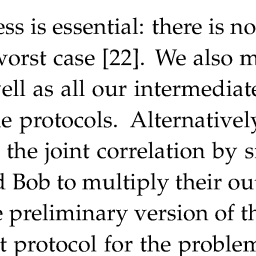 ess is essential: there is no
worst case [22]. We also m
ell as all our intermediate
e protocols. Alternatively
the joint correlation by s
d Bob to multiply their ou
e preliminary version of th
t protocol for the problem